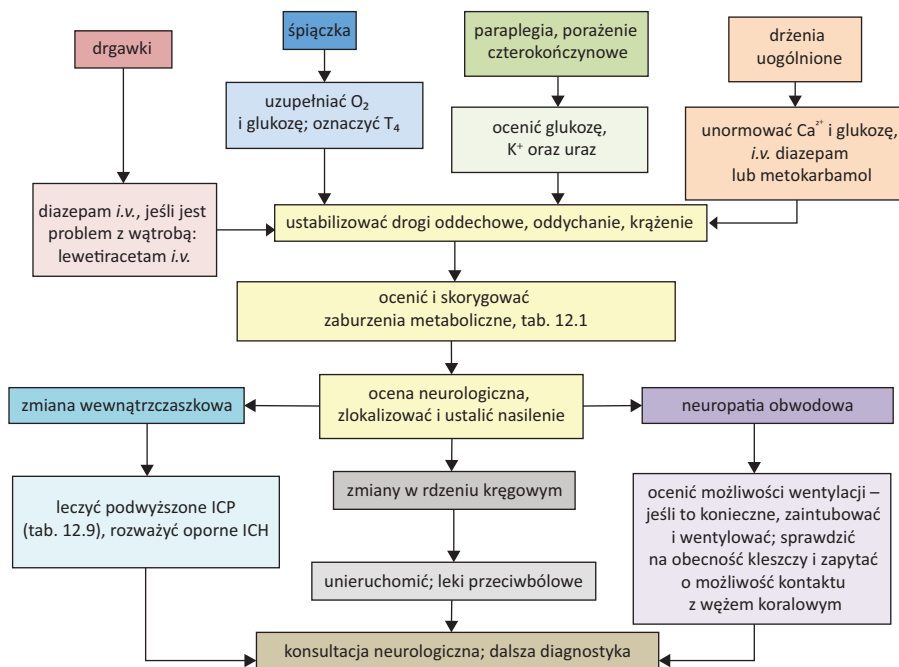 drgawki
śpiączka
paraplegia, porażenie
czterokończynowe
drżenia
uogólnione
uzupełniać O₂
i glukozę; oznaczyć T₄
ocenić glukozę,
K⁺ oraz uraz
unormować Ca²⁺ i glukozę,
i.v. diazepam
lub metokarbamol
diazepam i.v., jeśli jest
problem z wątrobą:
lewetiracetam i.v.
ustabilizować drogi oddechowe, oddychanie, krążenie
ocenić i skorygować
zaburzenia metaboliczne, tab. 12.1
zmiana wewnątrzczaszkowa
ocena neurologiczna,
zlokalizować i ustalić nasilenie
neuropatia obwodowa
leczyć podwyższone ICP
(tab. 12.9), rozważyć oporne ICH
zmiany w rdzeniu kręgowym
ocenić możliwości wentylacji –
jeśli to konieczne, zaintubować
i wentylować; sprawdzić
na obecność kleszczy i zapytać
o możliwość kontaktu
z wężem koralowym
unieruchomić; leki przeciwbólowe
konsultacja neurologiczna; dalsza diagnostyka